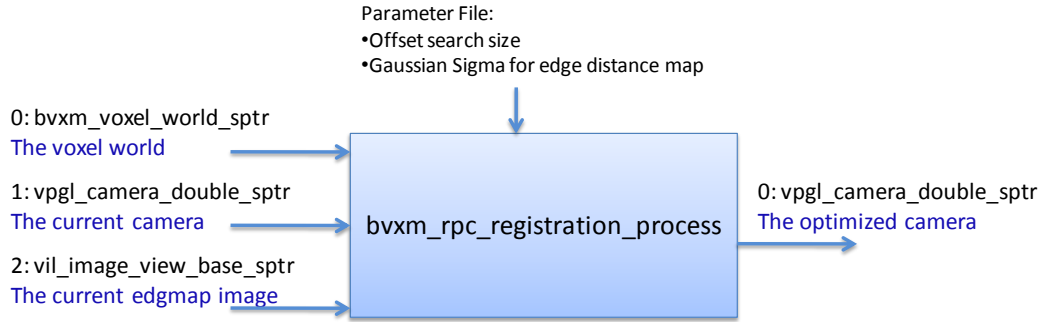 Parameter File:
•Offset search size
•Gaussian Sigma for edge distance map
0: bvxm_voxel_world_sptr
The voxel world
1: vpgl_camera_double_sptr
The current camera
2: vil_image_view_base_sptr
The current edgmap image
bvxm_rpc_registration_process
0: vpgl_camera_double_sptr
The optimized camera